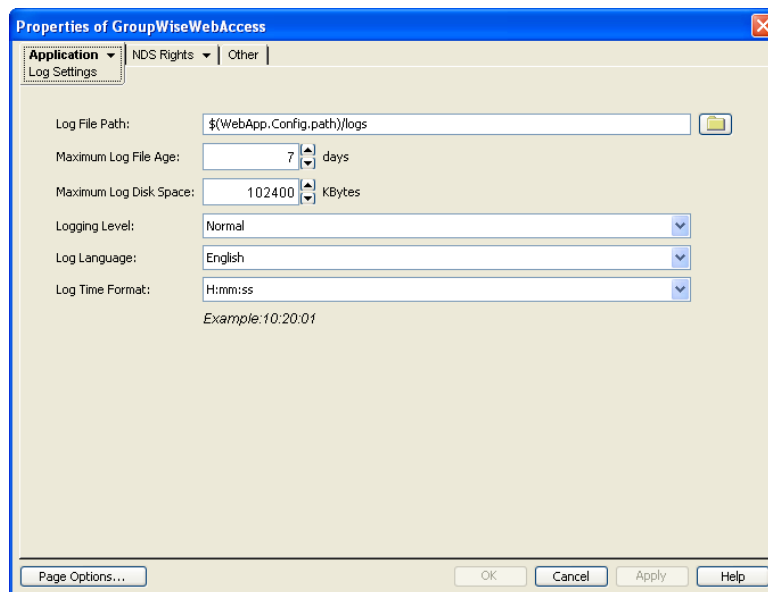 Properties of GroupWiseWebAccess
Application NDS Rights Other
Log Settings
Log File Path: $(WebApp.Config.path)/logs
Maximum Log File Age: 7 days
Maximum Log Disk Space: 102400 KBytes
Logging Level: Normal
Log Language: English
Log Time Format: H:mm:ss
Example:10:20:01
Page Options... OK Cancel Apply Help